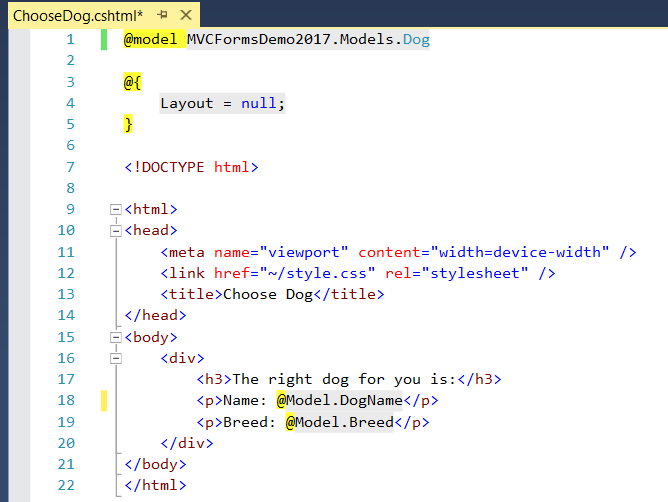 ChooseDog.cshtml*
1 @model MVCFormsDemo2017.Models.Dog
2
3 @{
4 Layout = null;
5 }
6
7 <!DOCTYPE html>
8
9 <html>
10 <head>
11 <meta name="viewport" content="width=device-width" />
12 <link href="~/style.css" rel="stylesheet" />
13 <title>Choose Dog</title>
14 </head>
15 <body>
16 <div>
17 <h3>The right dog for you is:</h3>
18 <p>Name: @Model.DogName</p>
19 <p>Breed: @Model.Breed</p>
20 </div>
21 </body>
22 </html>